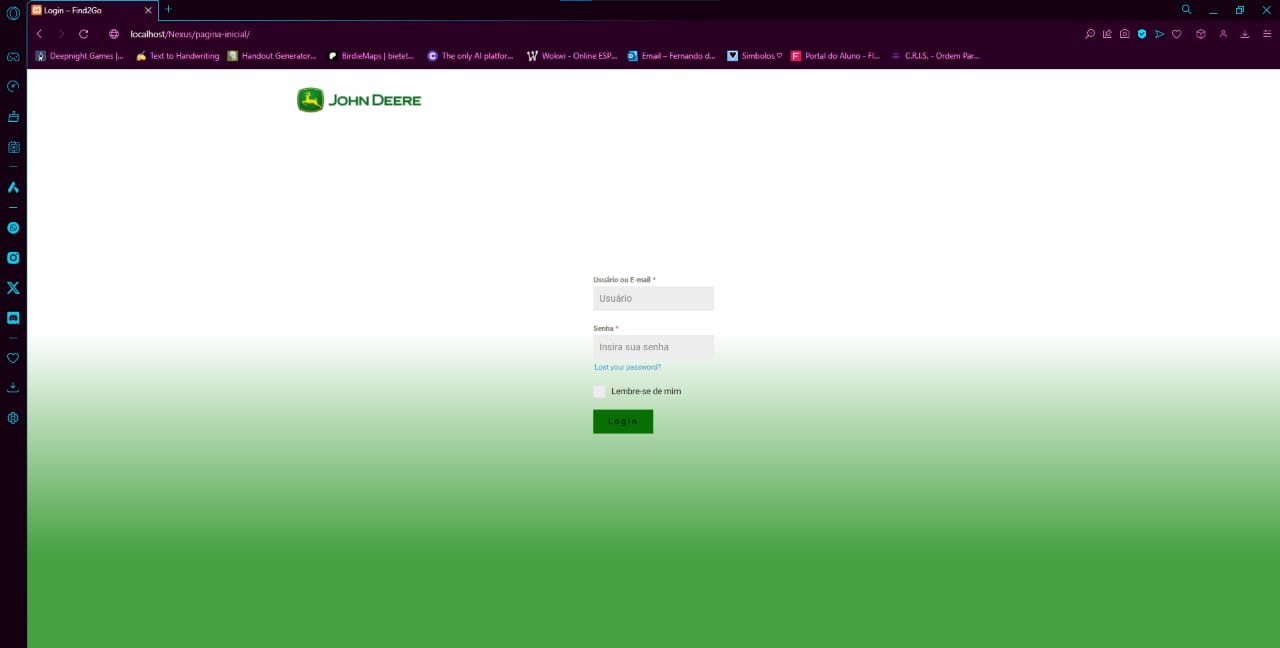 Login – Find2Go
localhost/Nexus/pagina-inicial/
Deepnight Games |...
Text to Handwriting
Handout Generator...
BirdieMaps | bietet...
The only AI platfor...
Wokwi - Online ESP...
Email – Fernando d...
Simbolos ♡
Portal do Aluno - Fl...
C.R.I.S. - Ordem Par...
JOHN DEERE
Usuário ou E-mail *
Usuário
Senha *
Insira sua senha
Lost your password?
Lembre-se de mim
Login